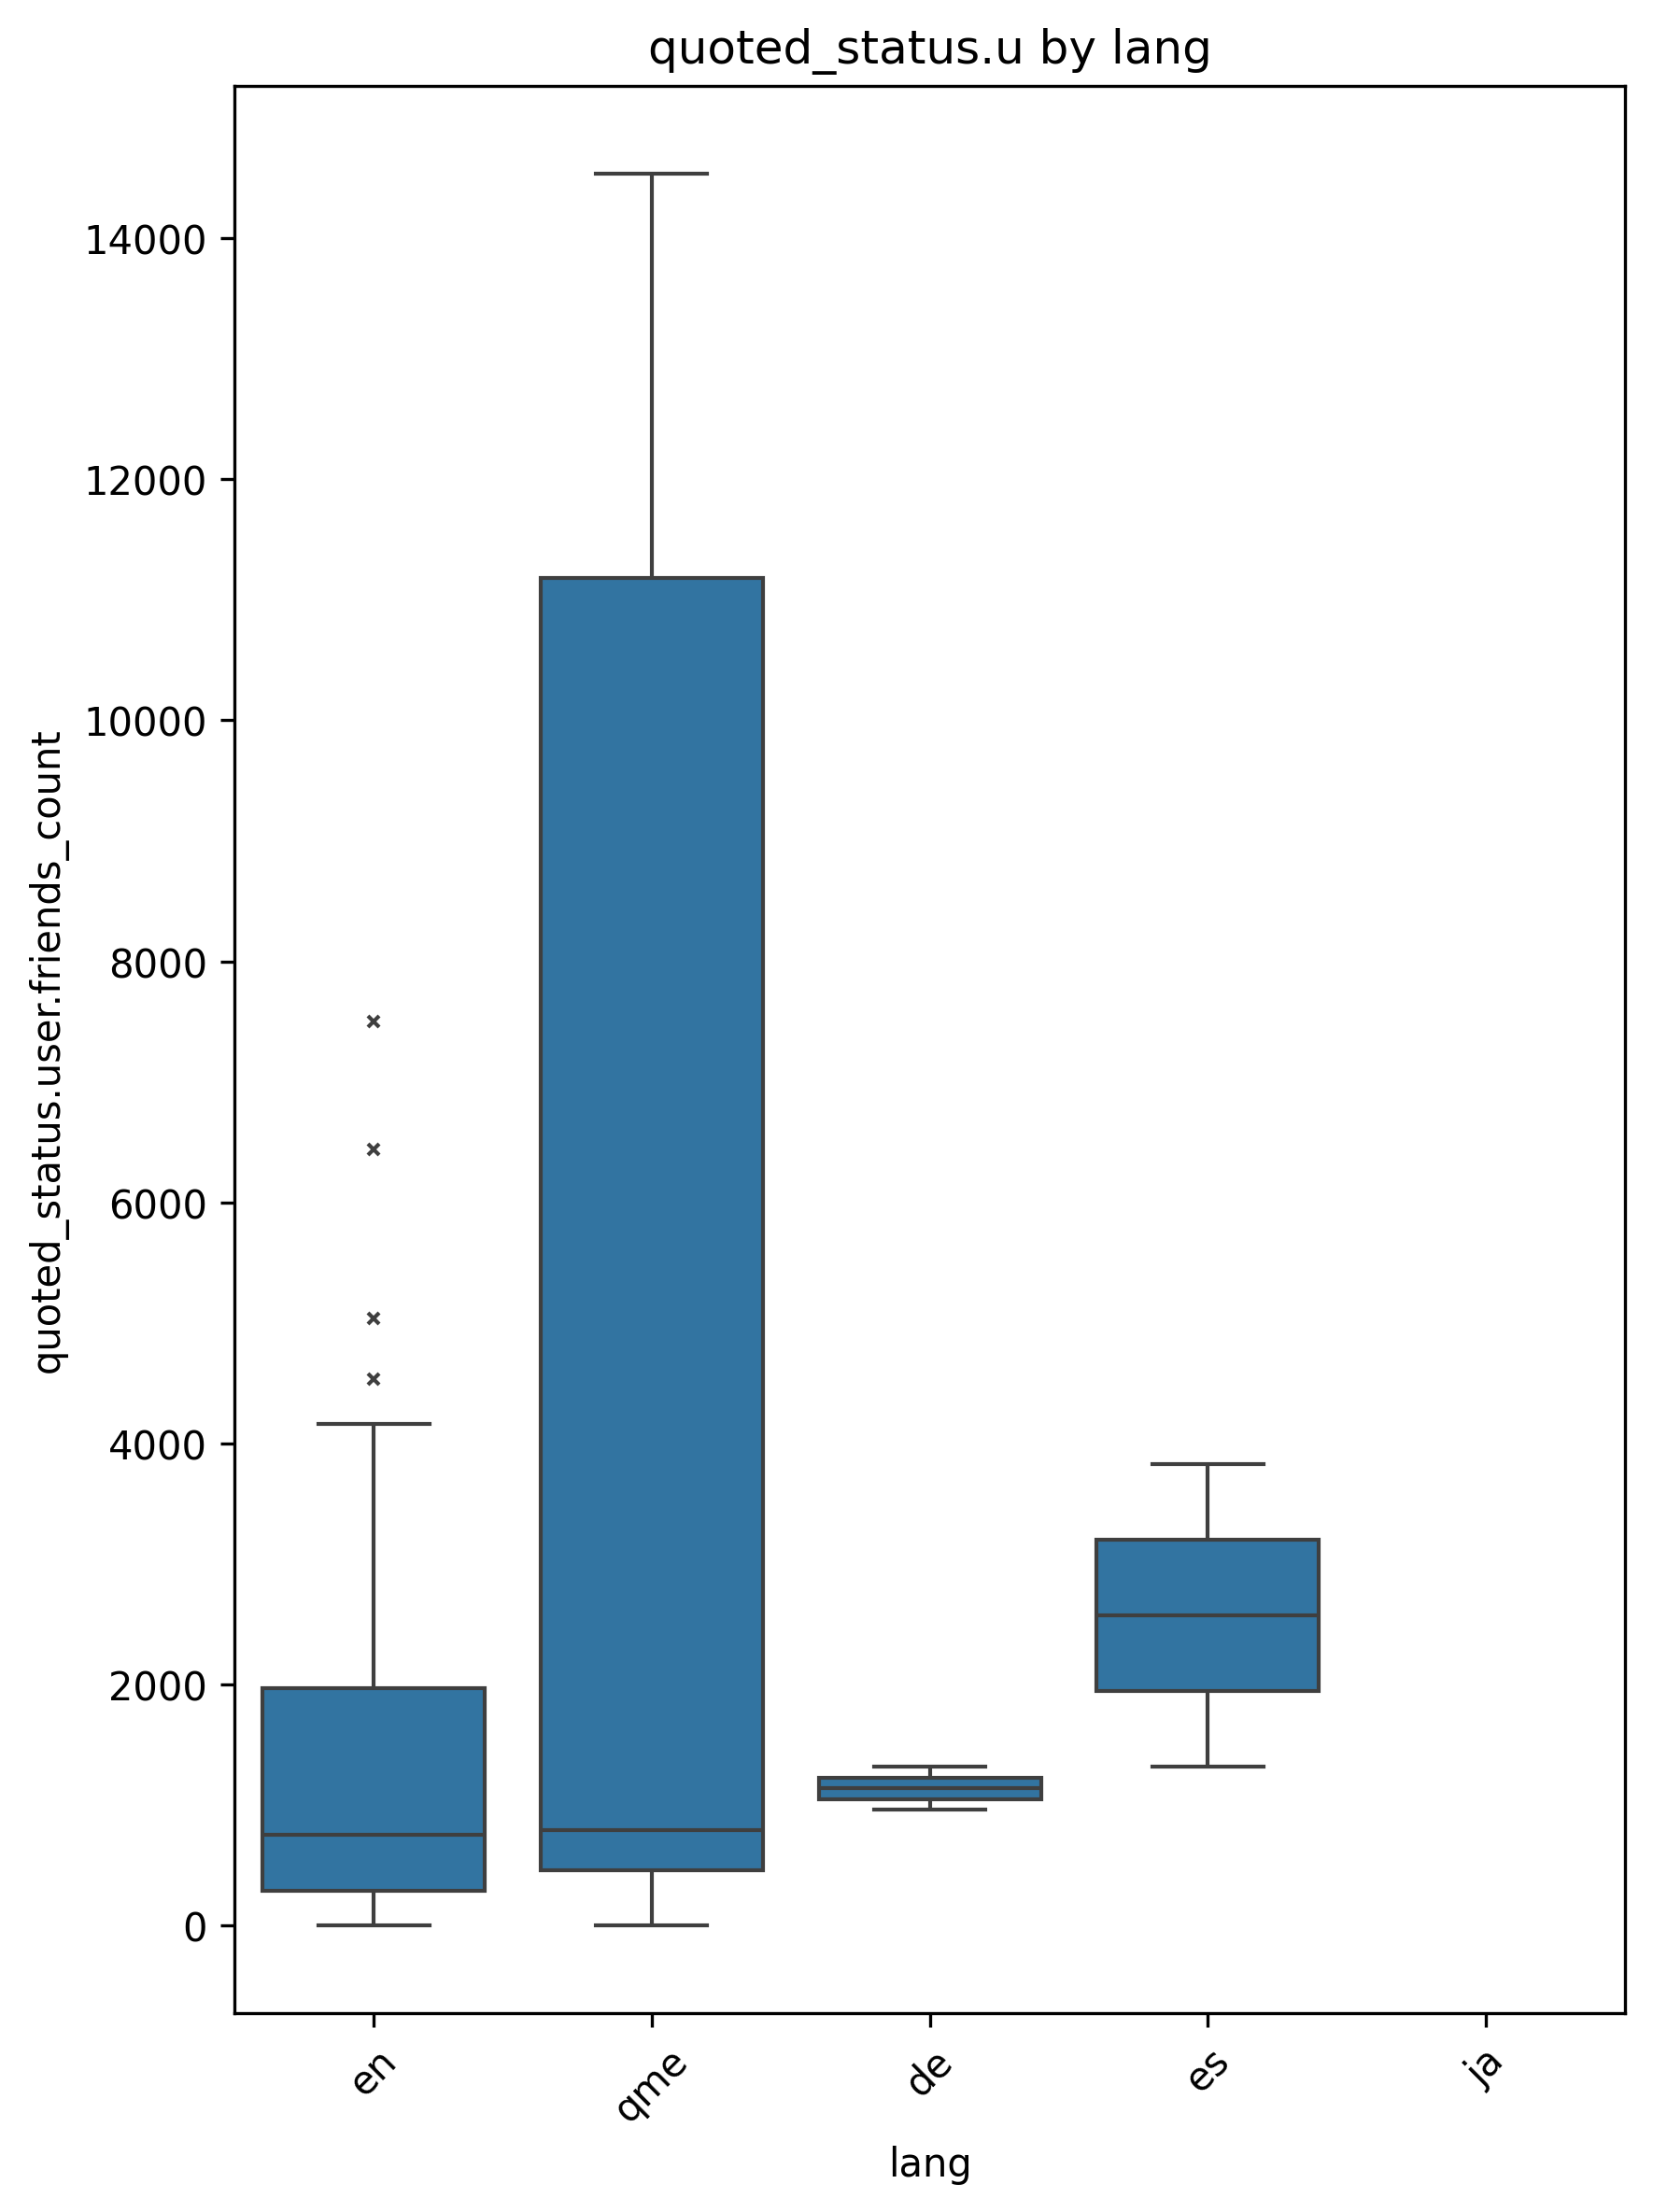 quoted_status.u by lang
quoted_status.user.friends_count
14000
12000
10000
8000
6000
4000
2000
0
en
qme
de
es
ja
lang